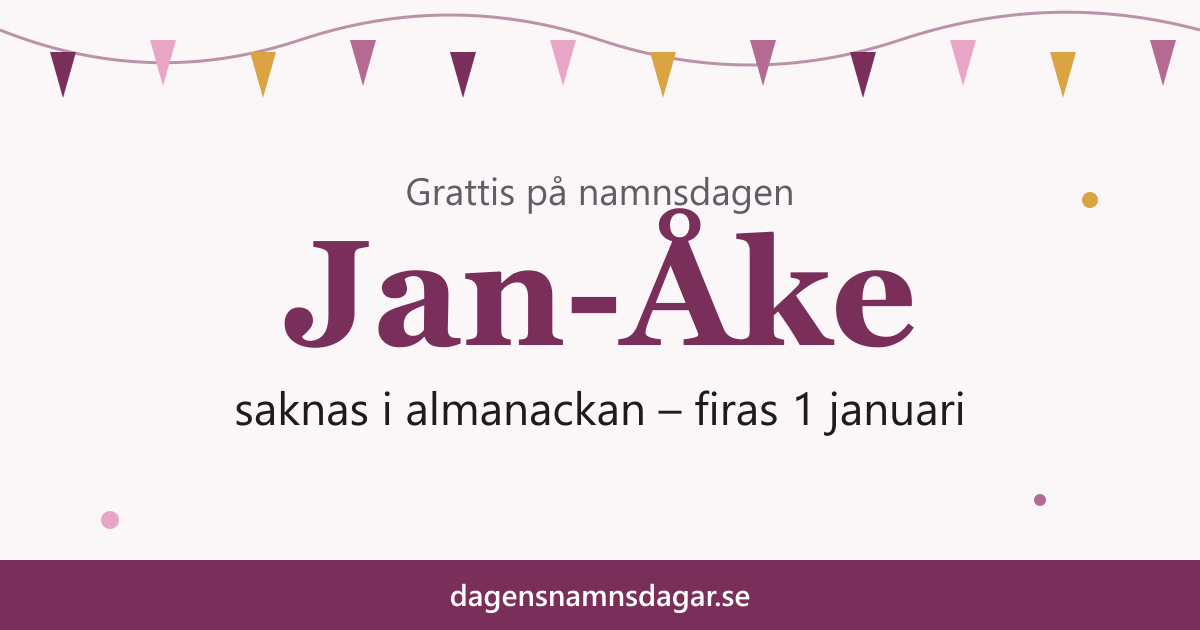 Grattis på namnsdagen
Jan-Åke
saknas i almanackan – firas 1 januari
dagensnamnsdagar.se